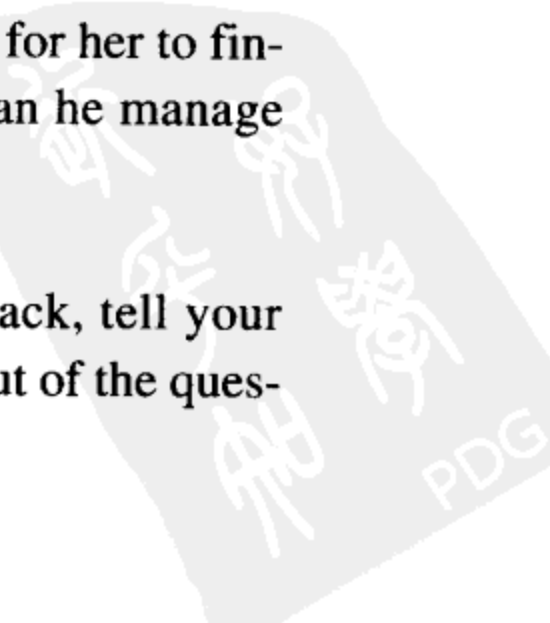 for her to fin-
an he manage
ack, tell your
ut of the ques-
PDG